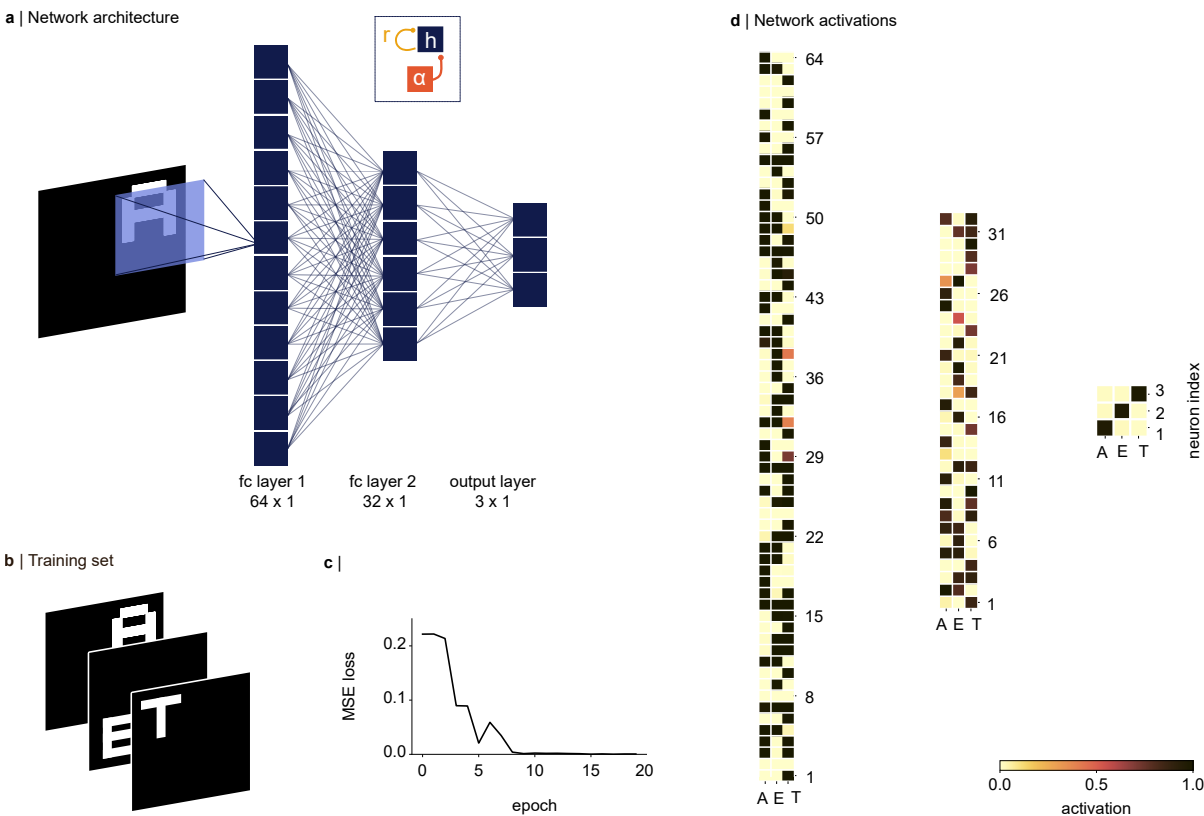 a | Network architecture
r h
α
fc layer 1
64 x 1
fc layer 2
32 x 1
output layer
3 x 1
b | Training set
A
E
T
c |
MSE loss
0.2
0.1
0.0
0 5 10 15 20
epoch
d | Network activations
64
57
50
43
36
29
22
15
8
1
A E T
31
26
21
16
11
6
1
A E T
3
2
1
A E T
neuron index
0.0 0.5 1.0
activation